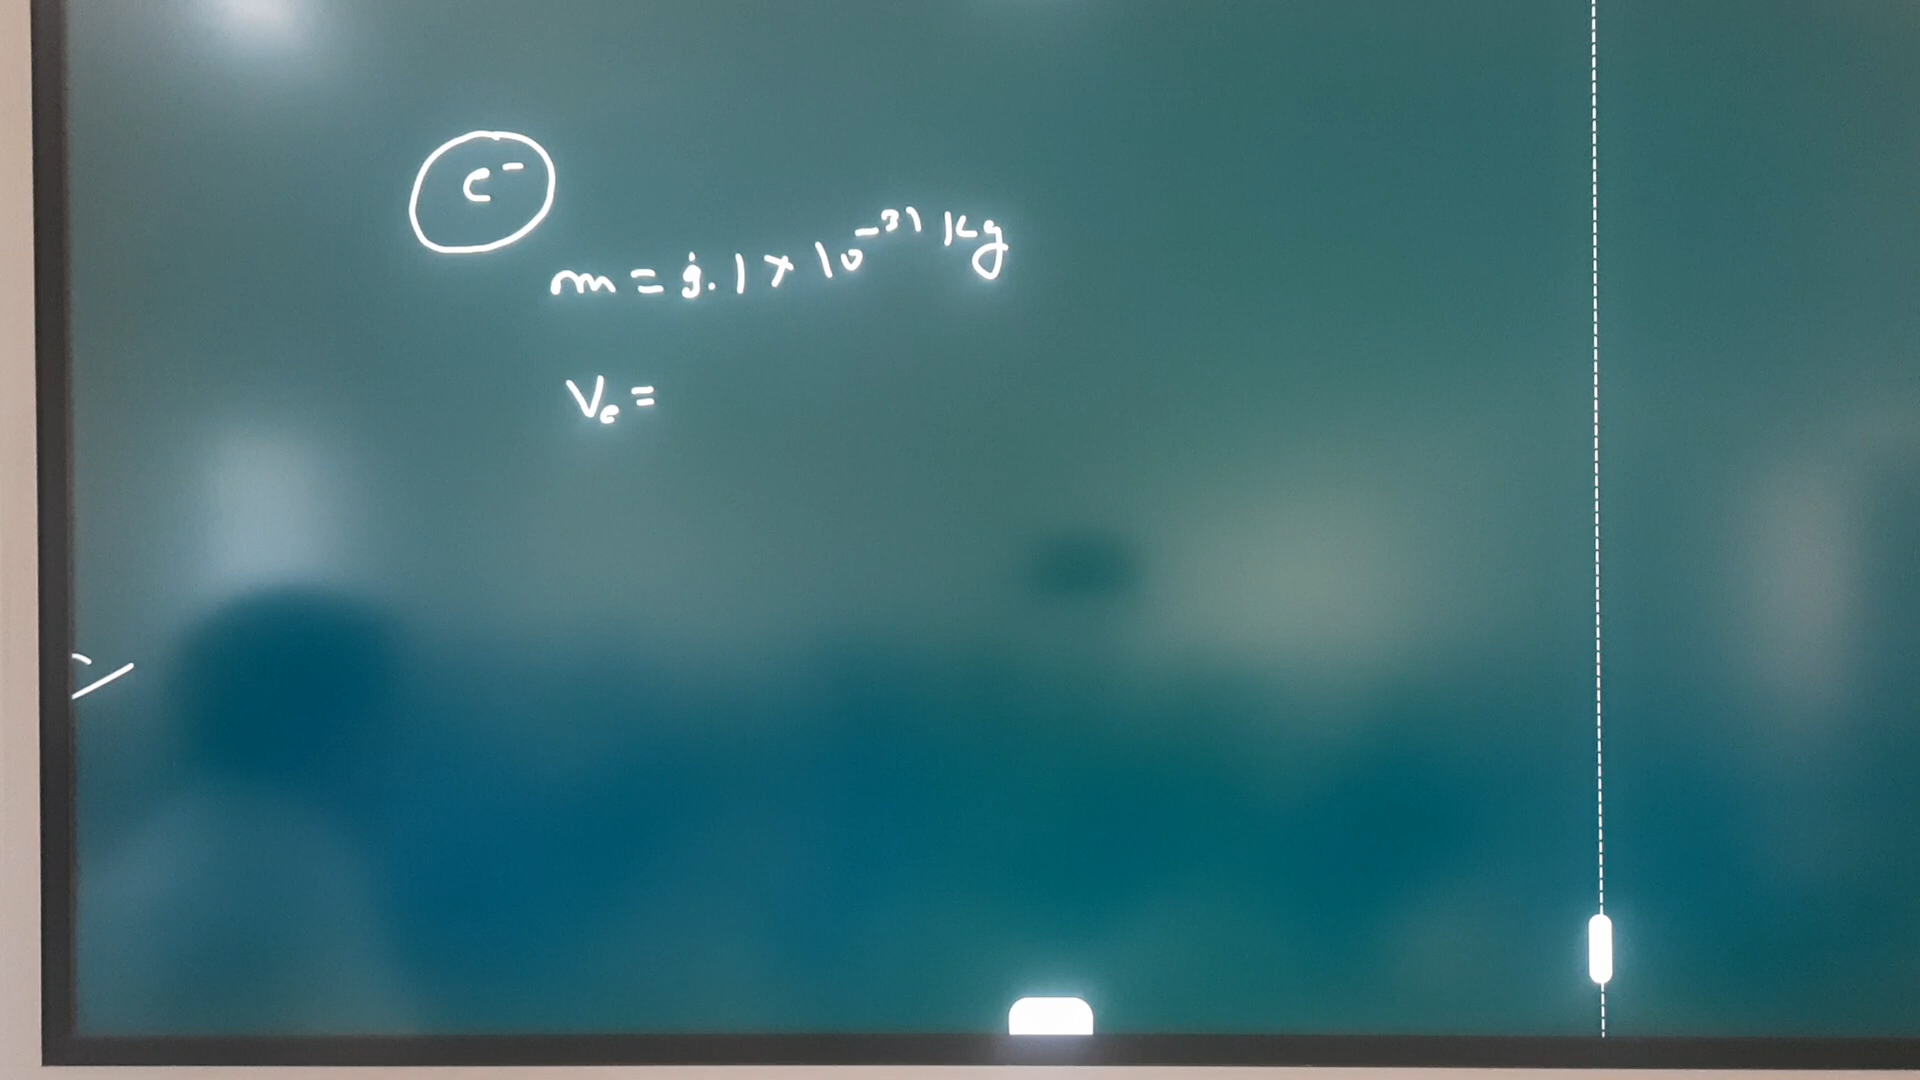 e⁻
m = 9.1 × 10⁻³¹ Kg
Ve =